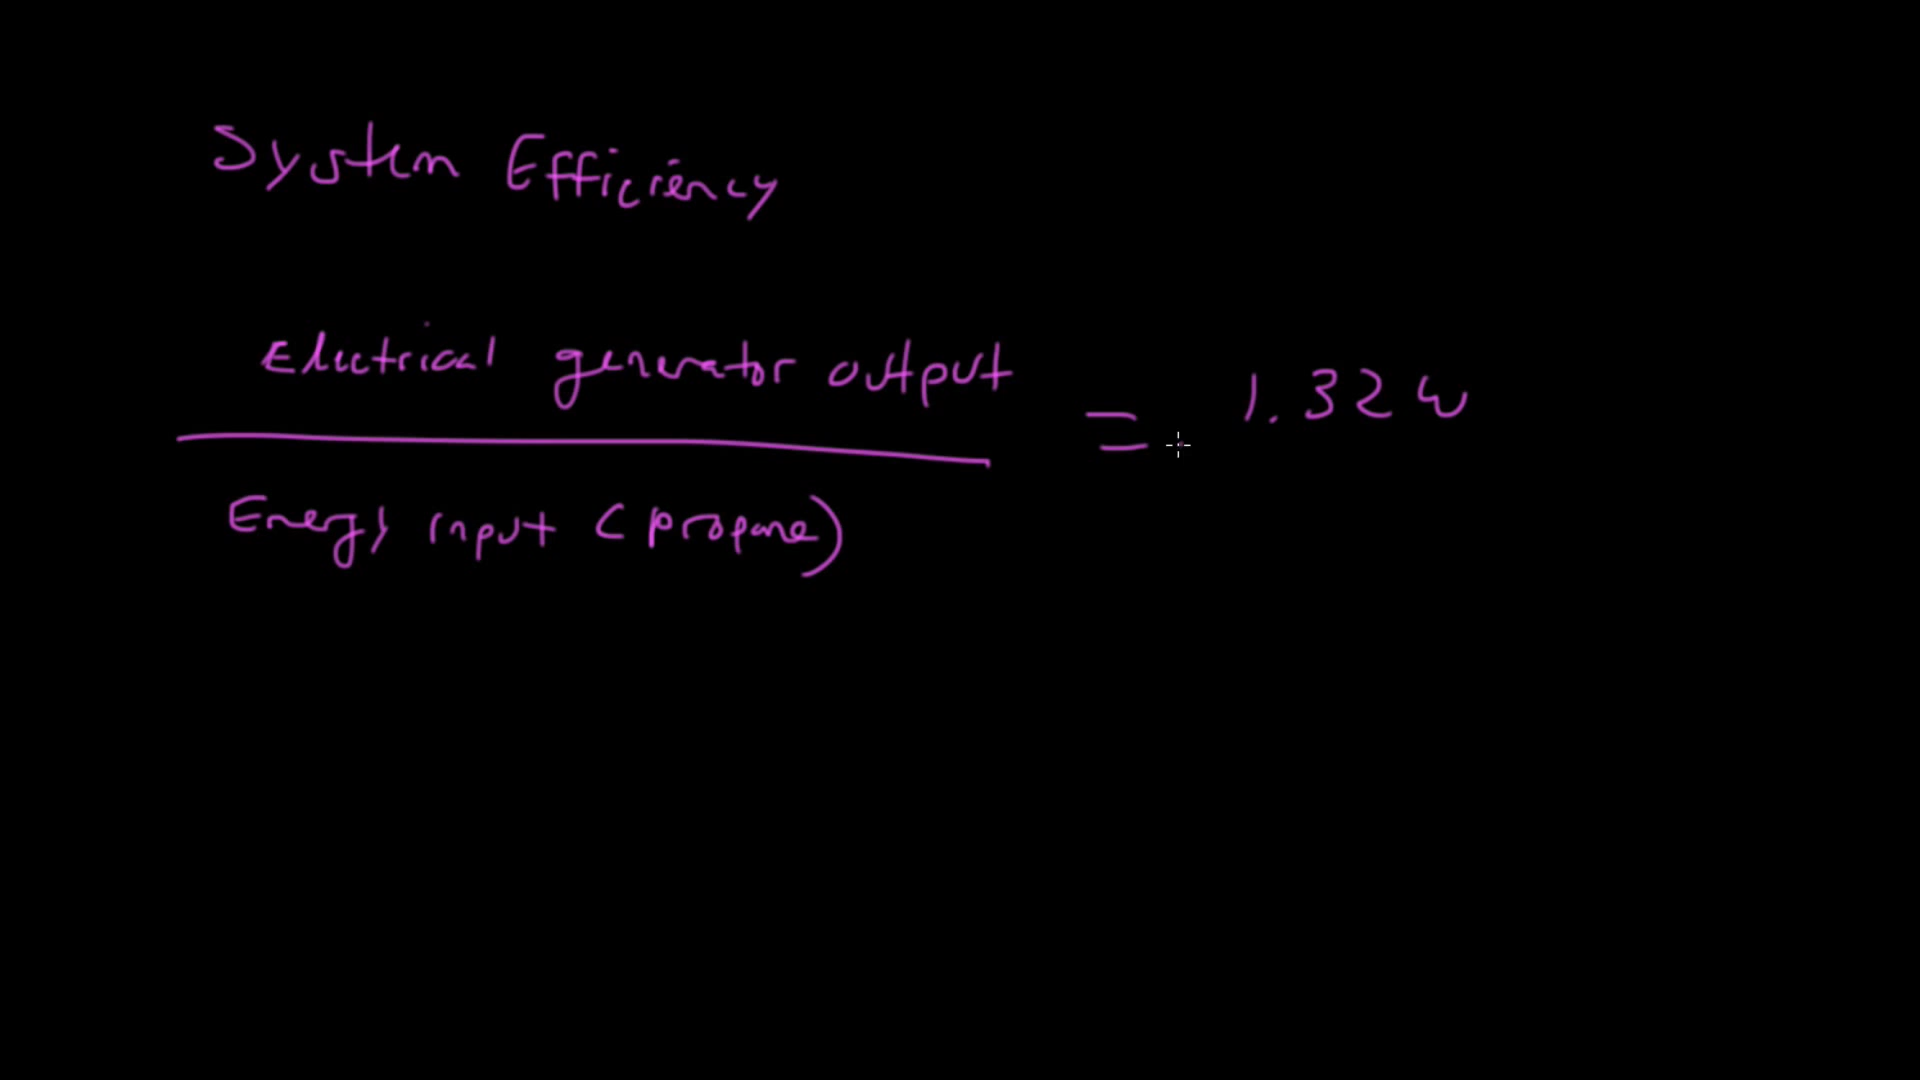 System Efficiency
Electrical generator output
= 1.32 W
Energy input (propane)